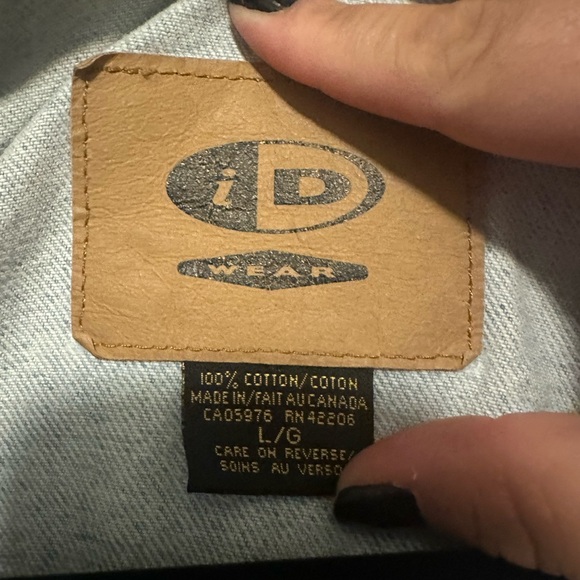 iD
WEAR
100% COTTON/COTON
MADE IN/FAIT AU CANADA
CA05976 RN42206
L/G
CARE ON REVERSE/
SOINS AU VERSO